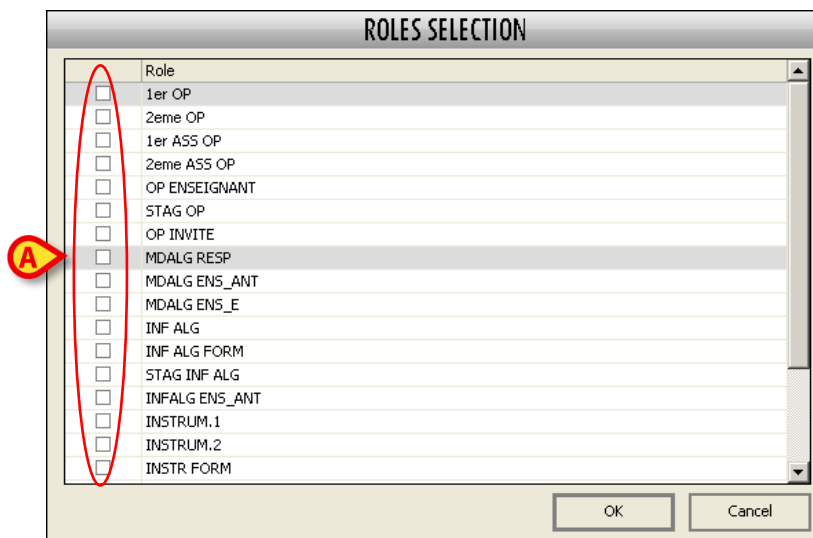 ROLES SELECTION
Role
1er OP
2eme OP
1er ASS OP
2eme ASS OP
OP ENSEIGNANT
STAG OP
OP INVITE
A
MDALG RESP
MDALG ENS_ANT
MDALG ENS_E
INF ALG
INF ALG FORM
STAG INF ALG
INFALG ENS_ANT
INSTRUM.1
INSTRUM.2
INSTR FORM
OK
Cancel